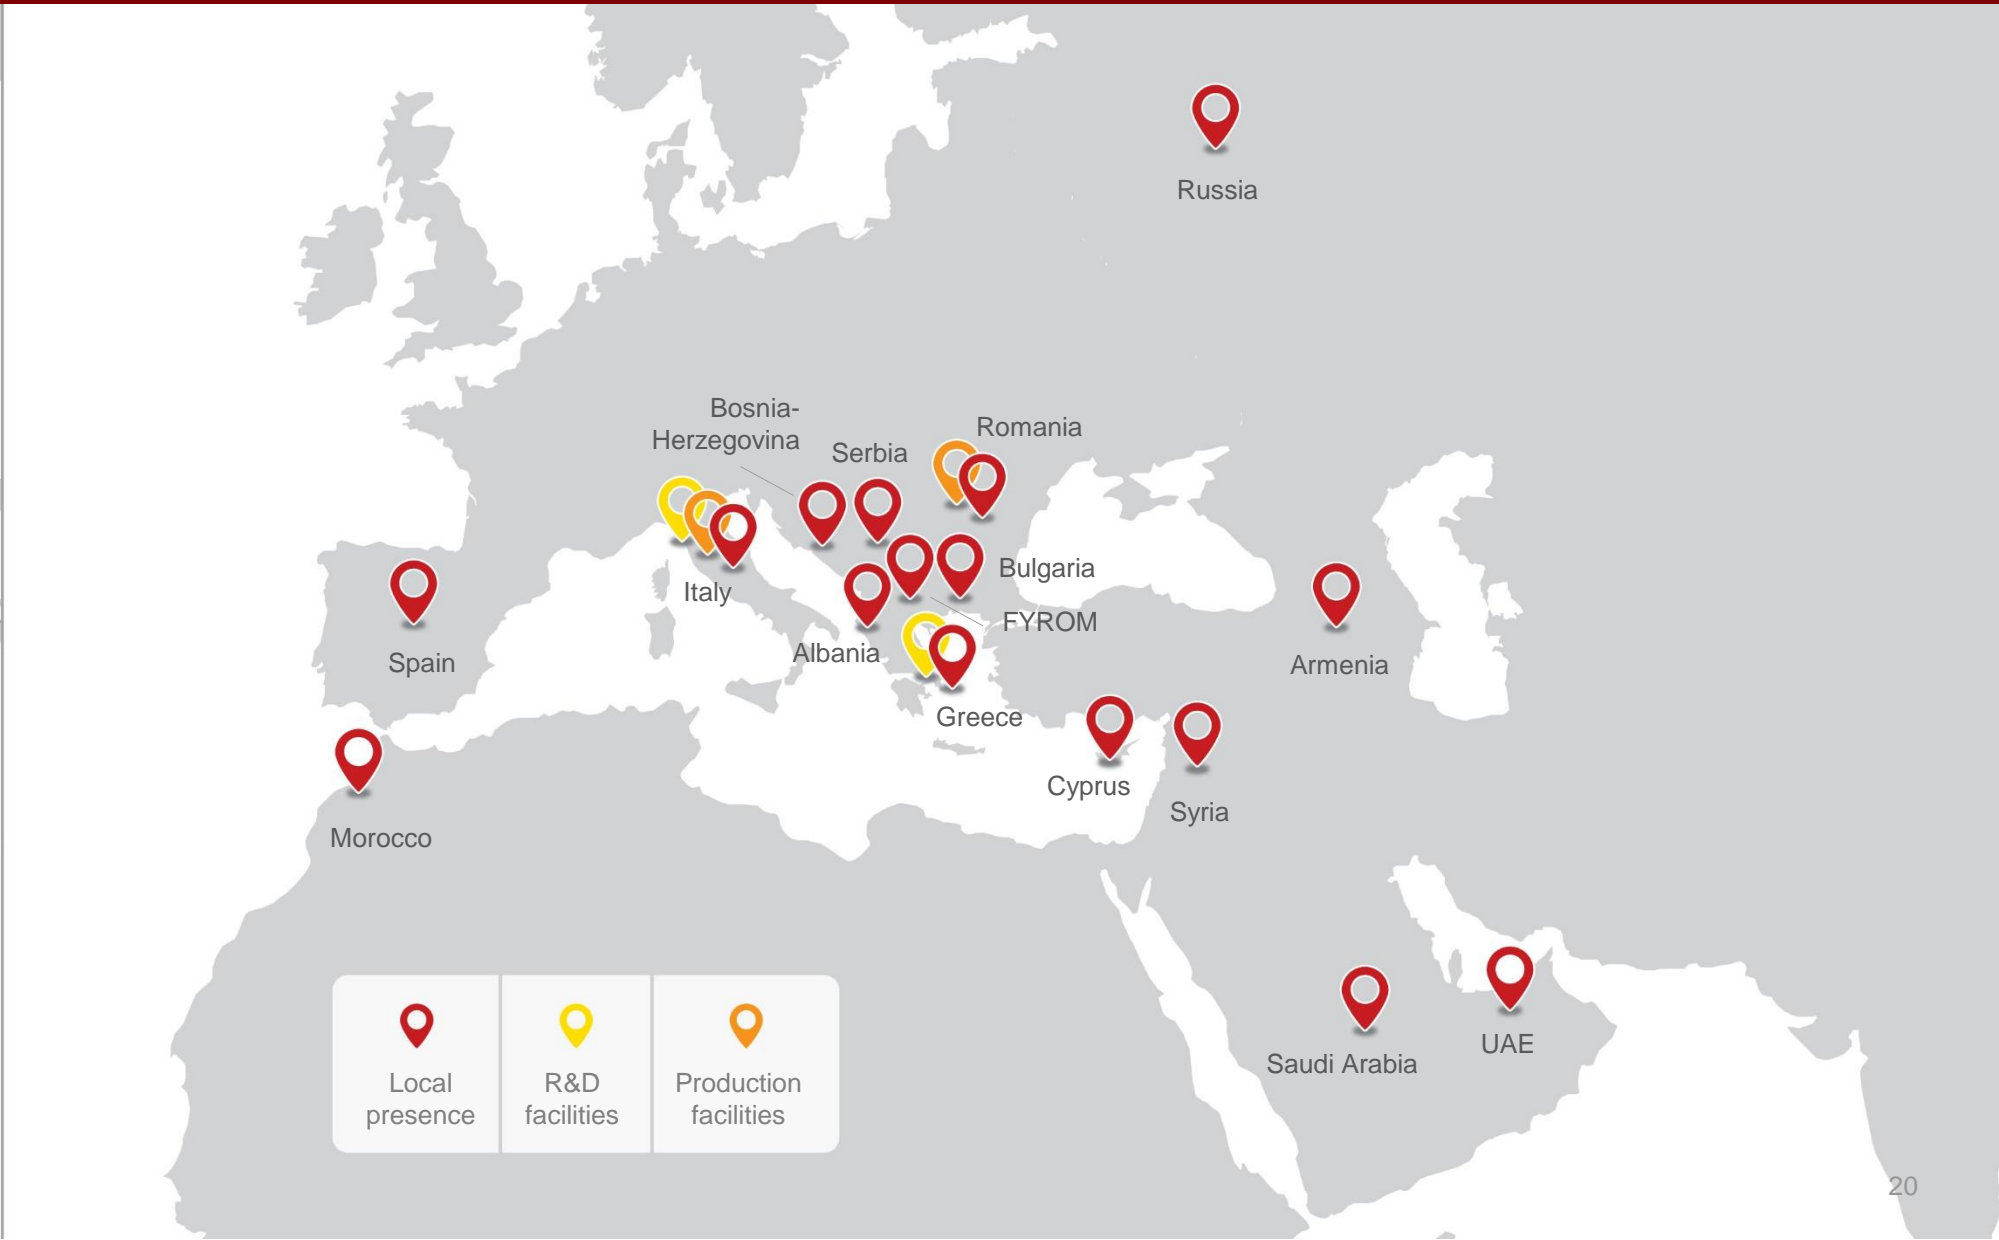 Russia
Bosnia-
Herzegovina
Serbia
Romania
Italy
Bulgaria
FYROM
Albania
Spain
Armenia
Greece
Cyprus
Syria
Morocco
Saudi Arabia
UAE
Local
presence
R&D
facilities
Production
facilities
20